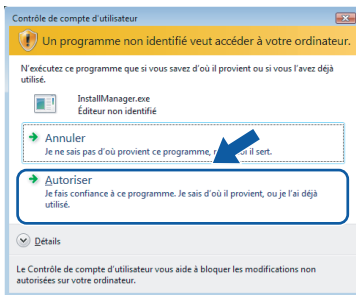 Contrôle de compte d'utilisateur
Un programme non identifié veut accéder à votre ordinateur.
N'exécutez ce programme que si vous savez d'où il provient ou si vous l'avez déjà
utilisé.
InstallManager.exe
Éditeur non identifié
Annuler
Je ne sais pas d'où provient ce programme, il sert.
Autoriser
Je fais confiance à ce programme. Je sais d'où il provient, ou je l'ai déjà
utilisé.
Détails
Le Contrôle de compte d'utilisateur vous aide à bloquer les modifications non
autorisées sur votre ordinateur.